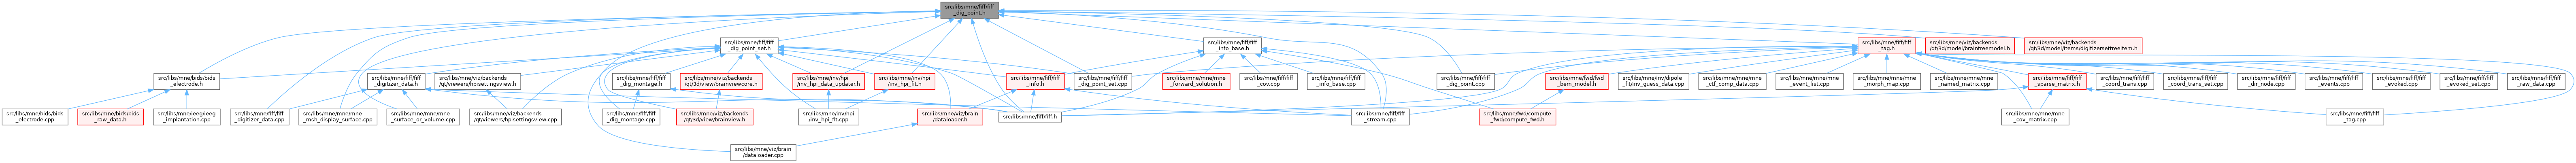 src/libs/mne/fiff/fiff
_dig_point.h
src/libs/mne/fiff/fiff
_dig_point_set.h
src/libs/mne/fiff/fiff
_info_base.h
src/libs/mne/fiff/fiff
_tag.h
src/libs/mne/viz/backends
/qt/3d/model/braintreemodel.h
src/libs/mne/viz/backends
/qt/3d/model/items/digitizersettreeitem.h
src/libs/mne/bids/bids
_electrode.h
src/libs/mne/fiff/fiff
_digitizer_data.h
src/libs/mne/viz/backends
/qt/viewers/hpisettingsview.h
src/libs/mne/fiff/fiff
_dig_montage.h
src/libs/mne/viz/backends
/qt/3d/view/brainviewcore.h
src/libs/mne/inv/hpi
/inv_hpi_data_updater.h
src/libs/mne/inv/hpi
/inv_hpi_fit.h
src/libs/mne/fiff/fiff
_info.h
src/libs/mne/fiff/fiff
_dig_point_set.cpp
src/libs/mne/mne/mne
_forward_solution.h
src/libs/mne/fiff/fiff
_cov.cpp
src/libs/mne/fiff/fiff
_info_base.cpp
src/libs/mne/fiff/fiff
_dig_point.cpp
src/libs/mne/fwd/fwd
_bem_model.h
src/libs/mne/inv/dipole
_fit/inv_guess_data.cpp
src/libs/mne/mne/mne
_ctf_comp_data.cpp
src/libs/mne/mne/mne
_event_list.cpp
src/libs/mne/mne/mne
_morph_map.cpp
src/libs/mne/mne/mne
_named_matrix.cpp
src/libs/mne/fiff/fiff
_sparse_matrix.h
src/libs/mne/fiff/fiff
_coord_trans.cpp
src/libs/mne/fiff/fiff
_coord_trans_set.cpp
src/libs/mne/fiff/fiff
_dir_node.cpp
src/libs/mne/fiff/fiff
_events.cpp
src/libs/mne/fiff/fiff
_evoked.cpp
src/libs/mne/fiff/fiff
_evoked_set.cpp
src/libs/mne/fiff/fiff
_raw_data.cpp
src/libs/mne/bids/bids
_electrode.cpp
src/libs/mne/bids/bids
_raw_data.h
src/libs/mne/eeg/ieeg
_implantation.cpp
src/libs/mne/fiff/fiff
_digitizer_data.cpp
src/libs/mne/mne/mne
_msh_display_surface.cpp
src/libs/mne/mne/mne
_surface_or_volume.cpp
src/libs/mne/viz/backends
/qt/viewers/hpisettingsview.cpp
src/libs/mne/fiff/fiff
_dig_montage.cpp
src/libs/mne/viz/backends
/qt/3d/view/brainview.h
src/libs/mne/inv/hpi
/inv_hpi_fit.cpp
src/libs/mne/viz/brain
/dataloader.h
src/libs/mne/fiff/fiff.h
src/libs/mne/fiff/fiff
_stream.cpp
src/libs/mne/fwd/compute
_fwd/compute_fwd.h
src/libs/mne/mne/mne
_cov_matrix.cpp
src/libs/mne/fiff/fiff
_tag.cpp
src/libs/mne/viz/brain
/dataloader.cpp